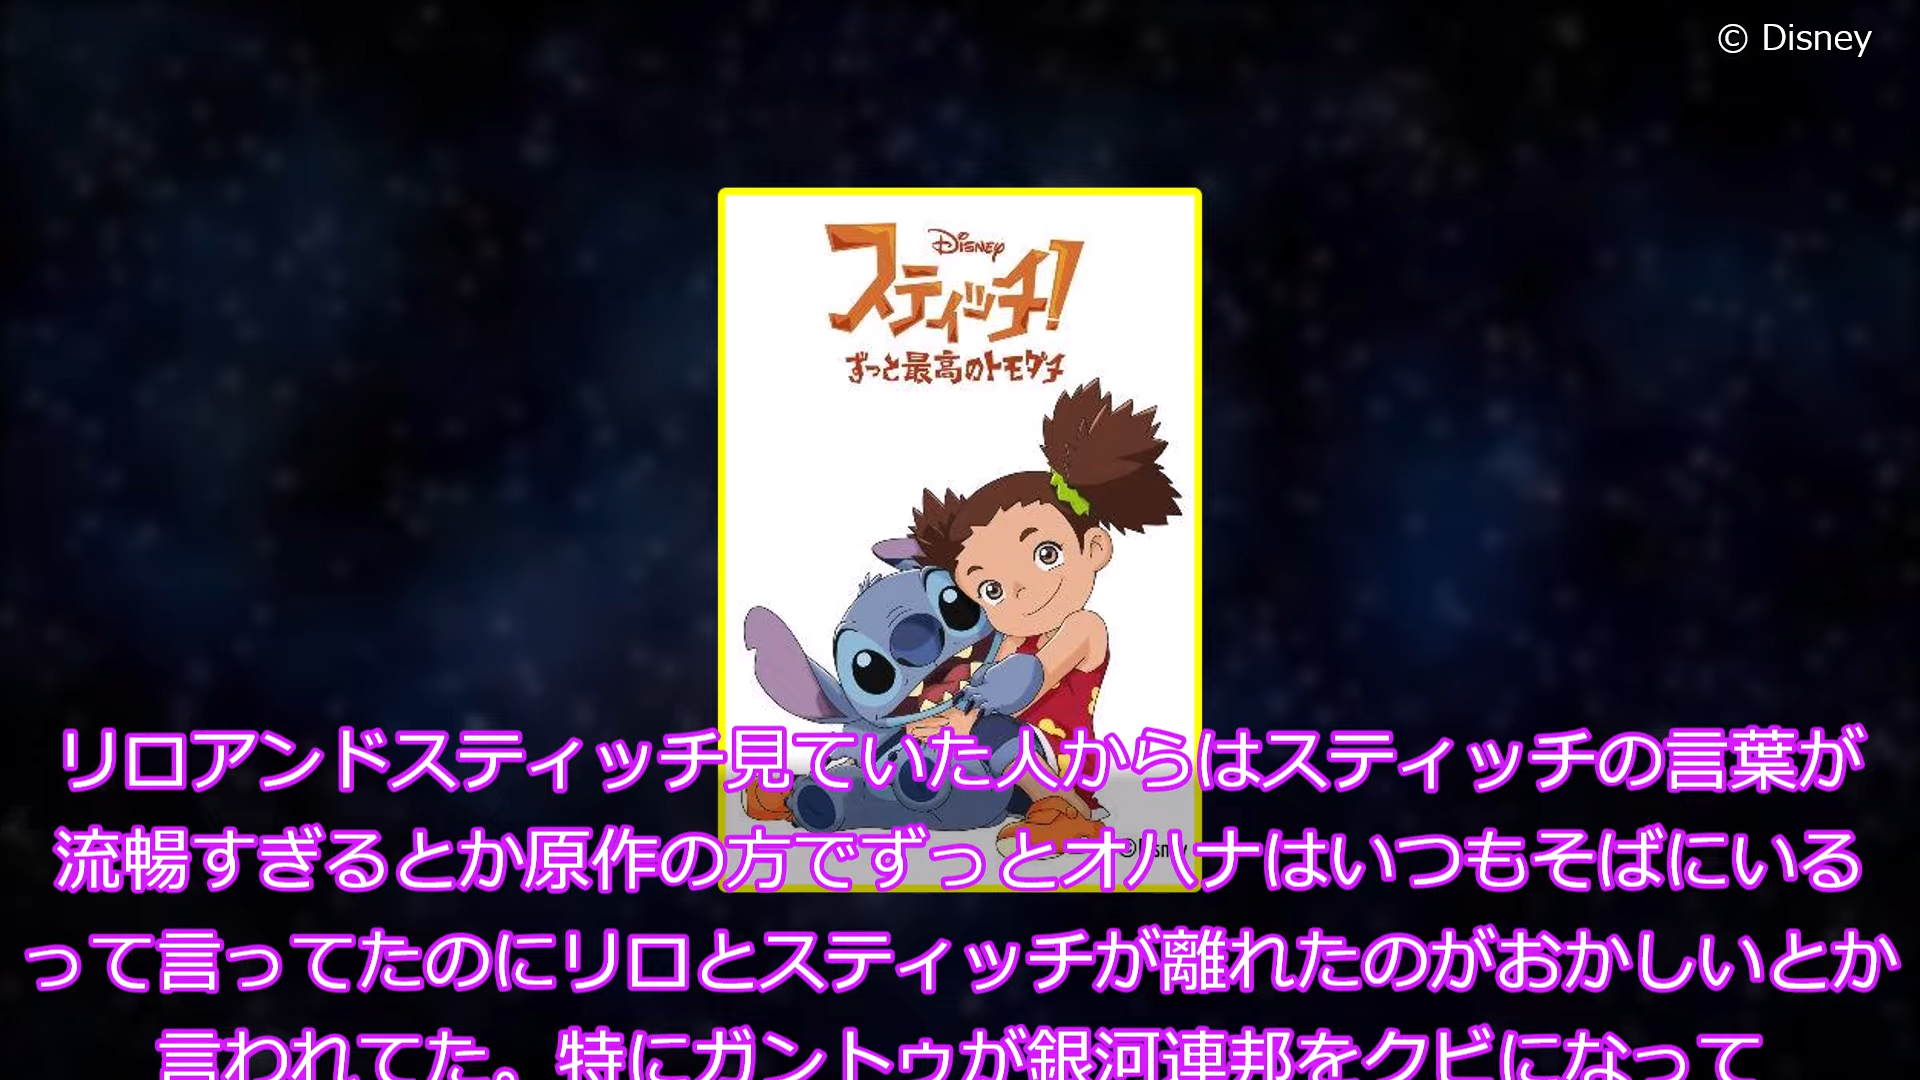 © Disney
Disney
スティッチ!
ずっと最高のトモダチ
©Disney
リロアンドスティッチ見ていた人からはスティッチの言葉が
流暢すぎるとか原作の方でずっとオハナはいつもそばにいる
って言ってたのにリロとスティッチが離れたのがおかしいとか
言われてた。特にガントゥが銀河連邦をクビになって